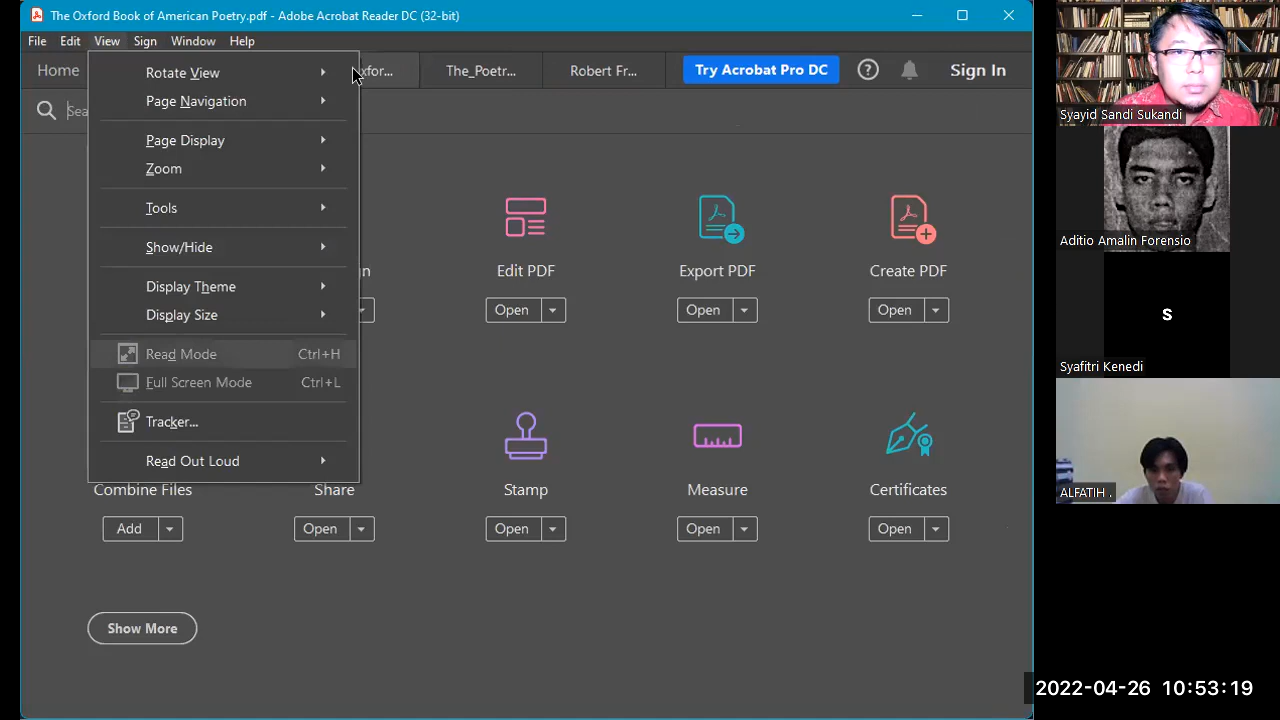 The Oxford Book of American Poetry.pdf - Adobe Acrobat Reader DC (32-bit)
File Edit View Sign Window Help
Home xfor... The_Poetr... Robert Fr... Try Acrobat Pro DC ? Sign In
Sea
Rotate View
Page Navigation
Page Display
Zoom
Tools
Show/Hide
Display Theme
Display Size
Read Mode Ctrl+H
Full Screen Mode Ctrl+L
Tracker...
Read Out Loud
n
Edit PDF
Export PDF
Create PDF
Open
Open
Open
Combine Files
Share
Stamp
Measure
Certificates
Add
Open
Open
Open
Open
Show More
Syayid Sandi Sukandi
Aditio Amalin Forensio
S
Syafitri Kenedi
ALFATIH .
2022-04-26 10:53:19